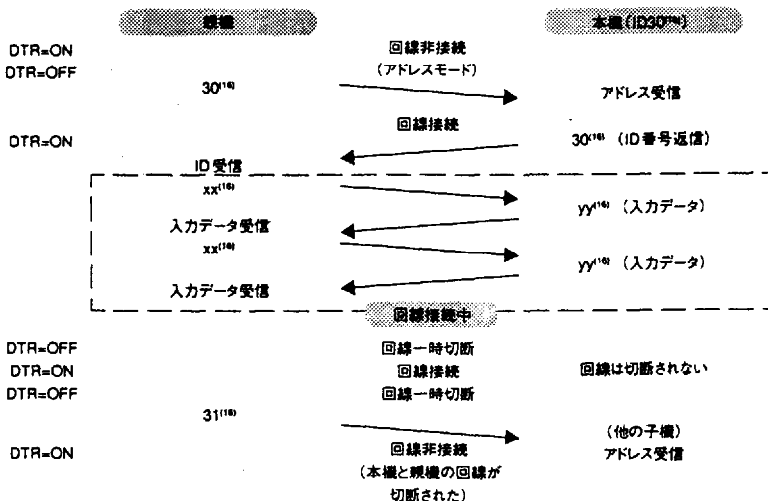 親機 本機(ID30⁽¹⁶⁾)
DTR=ON 回線非接続
DTR=OFF (アドレスモード)
30⁽¹⁶⁾ アドレス受信
回線接続
DTR=ON 30⁽¹⁶⁾ (ID番号返信)
ID受信
xx⁽¹⁶⁾
yy⁽¹⁶⁾ (入力データ)
入力データ受信
xx⁽¹⁶⁾
yy⁽¹⁶⁾ (入力データ)
入力データ受信
回線接続中
DTR=OFF 回線一時切断
DTR=ON 回線接続 回線は切断されない
DTR=OFF 回線一時切断
31⁽¹⁶⁾
(他の子機)
DTR=ON 回線非接続 アドレス受信
(本機と親機の回線が
切断された)